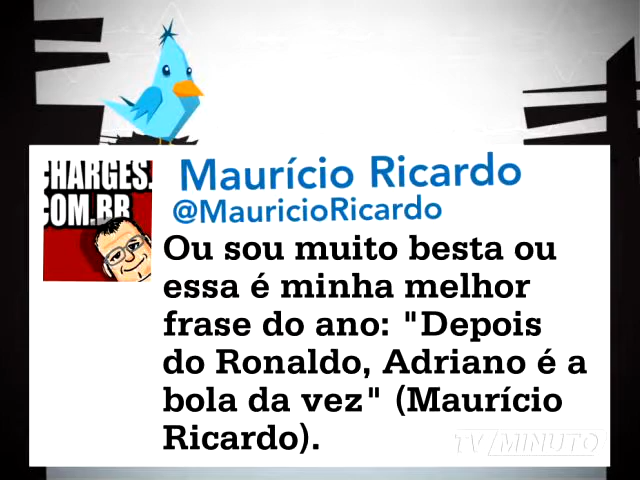 CHARGES.
COM.BR
Maurício Ricardo
@MauricioRicardo
Ou sou muito besta ou
essa é minha melhor
frase do ano: "Depois
do Ronaldo, Adriano é a
bola da vez" (Maurício
Ricardo).
TV MINUTO